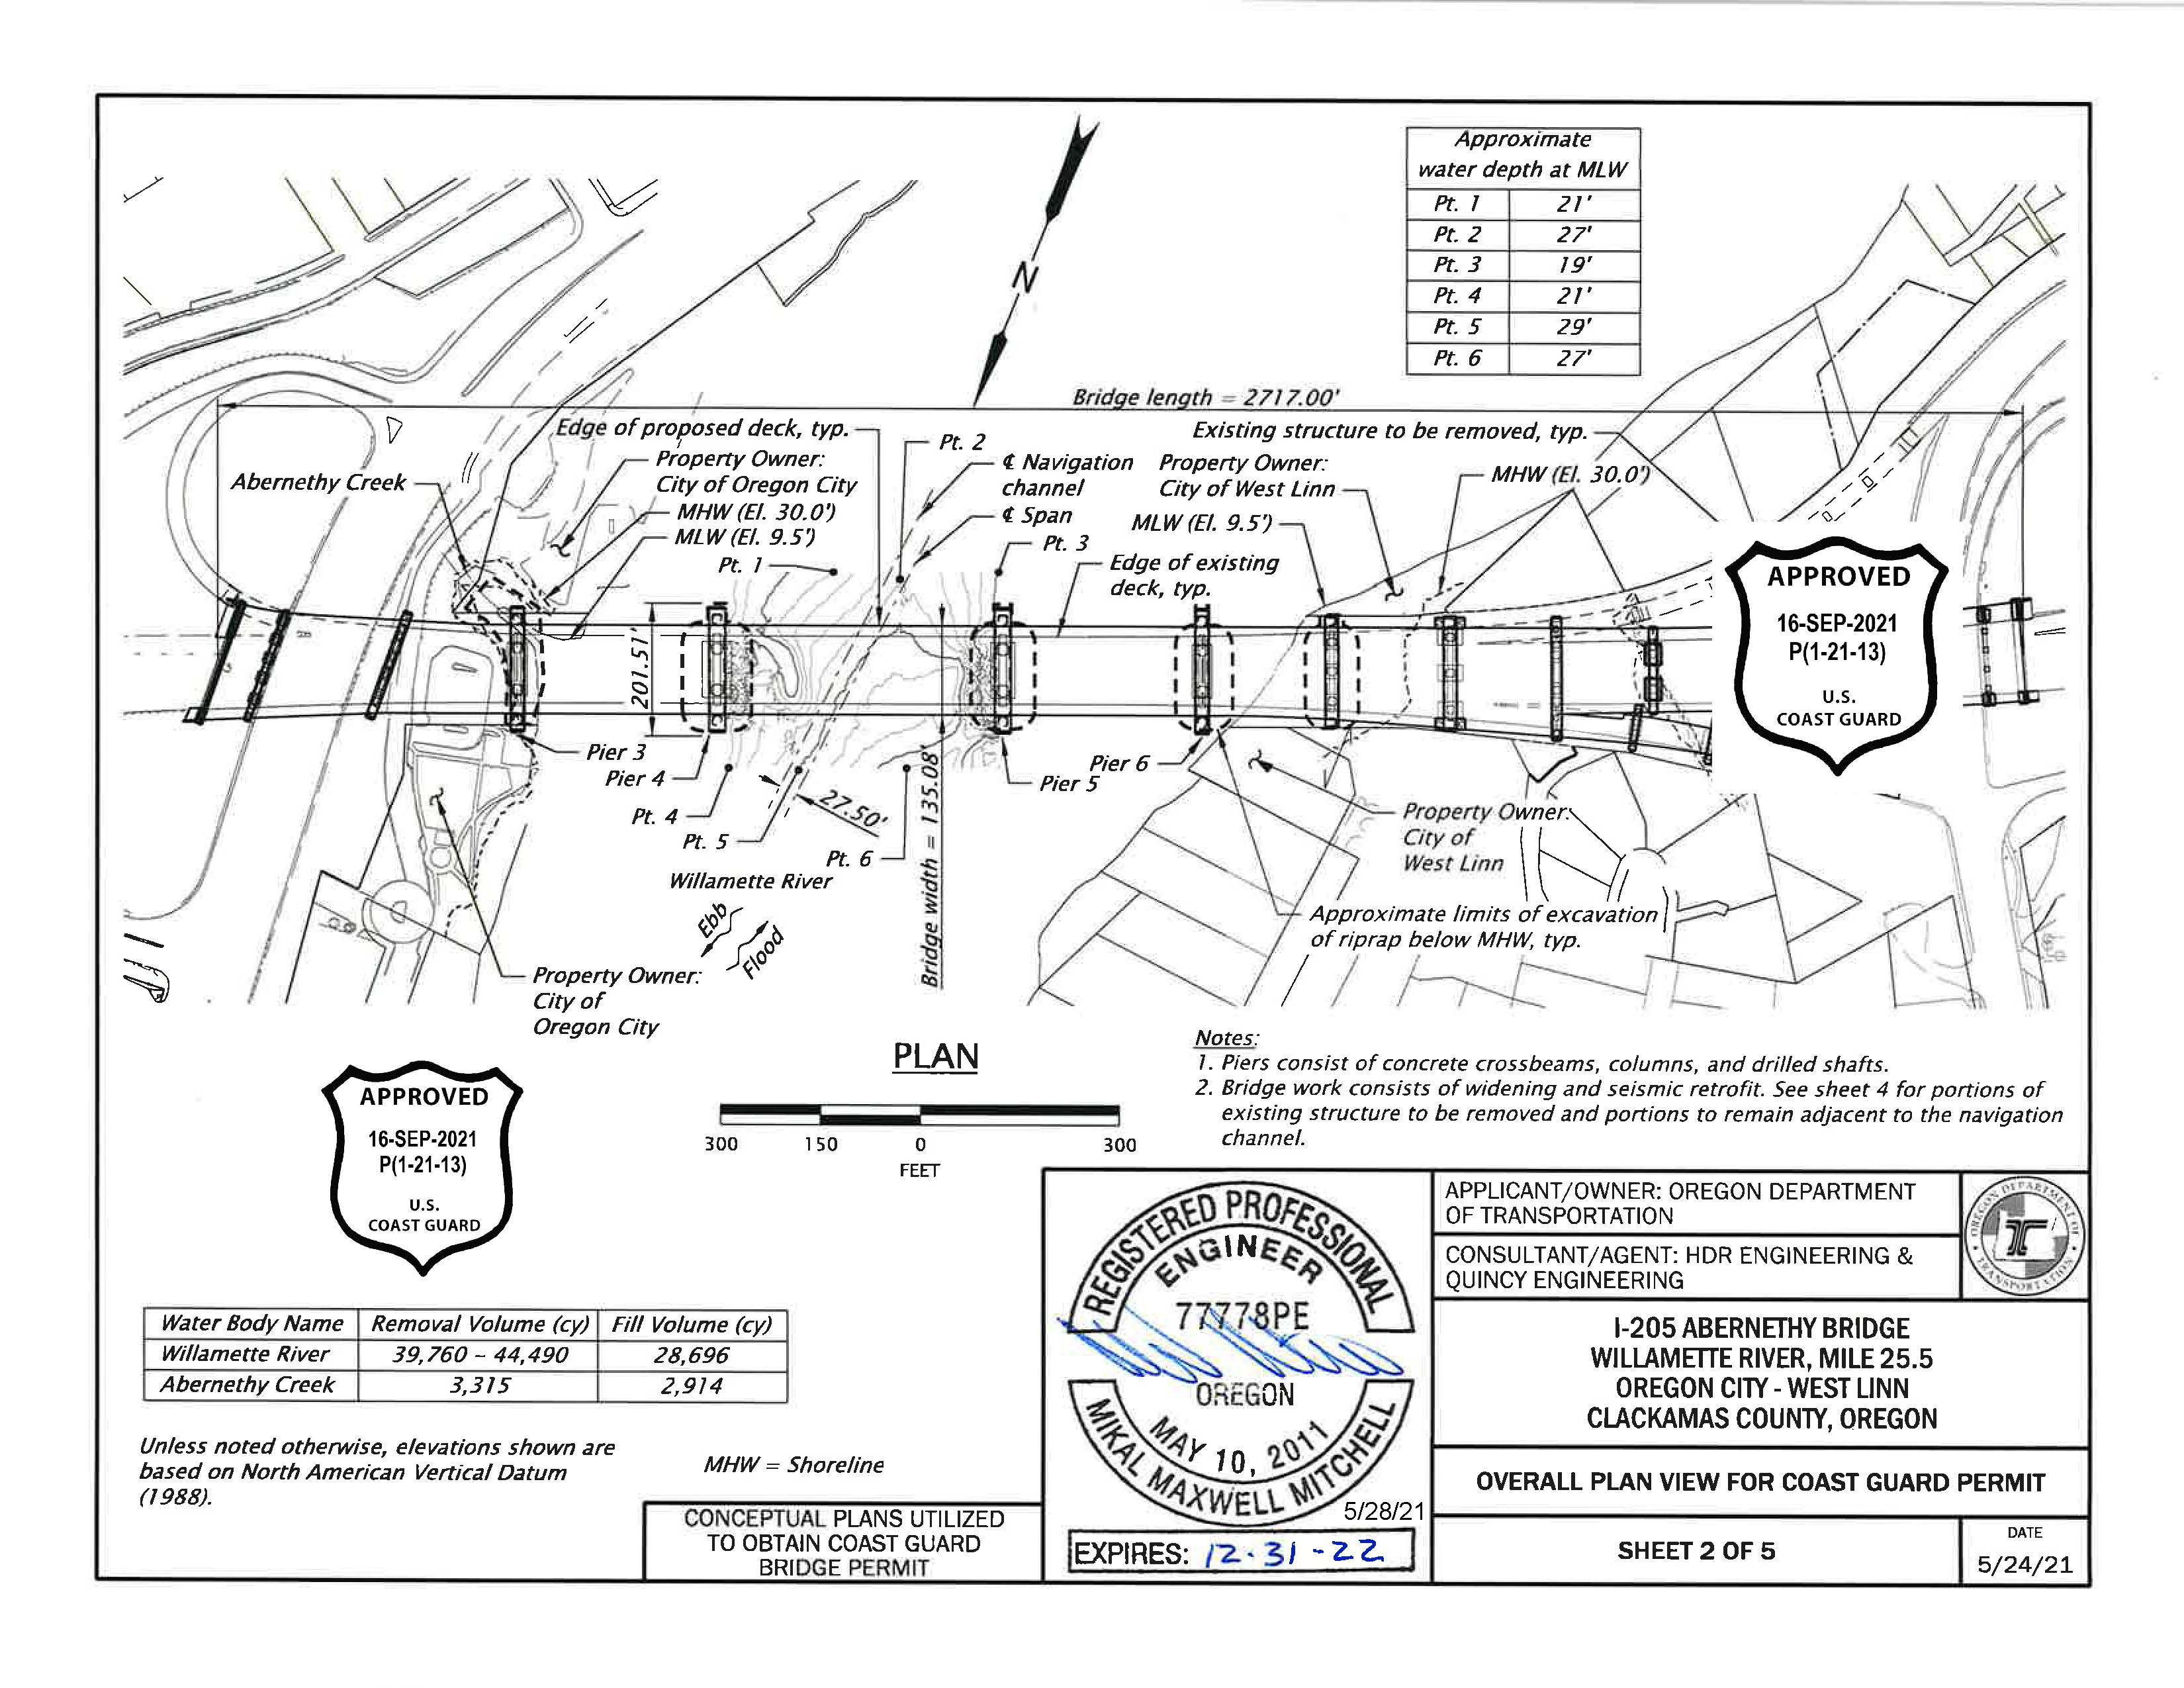 Approximate
water depth at MLW
Pt. 1 21'
Pt. 2 27'
Pt. 3 19'
Pt. 4 21'
Pt. 5 29'
Pt. 6 27'
N
Bridge length = 2717.00'
Edge of proposed deck, typ.
Pt. 2
Existing structure to be removed, typ.
Abernethy Creek
Property Owner:
City of Oregon City
MHW (El. 30.0')
MLW (El. 9.5')
Pt. 1
℄ Navigation
channel
℄ Span
Pt. 3
Property Owner:
City of West Linn
MLW (El. 9.5')
MHW (El. 30.0')
Edge of existing
deck, typ.
APPROVED
16-SEP-2021
P(1-21-13)
U.S.
COAST GUARD
201.51'
Pier 3
Pier 4
Pt. 4
Pt. 5
27.50'
Pt. 6
Bridge width = 135.08'
Pier 5
Pier 6
Willamette River
Ebb
Flood
Property Owner:
City of
West Linn
Approximate limits of excavation
of riprap below MHW, typ.
Property Owner:
City of
Oregon City
PLAN
300 150 0 300
FEET
Notes:
1. Piers consist of concrete crossbeams, columns, and drilled shafts.
2. Bridge work consists of widening and seismic retrofit. See sheet 4 for portions of
existing structure to be removed and portions to remain adjacent to the navigation
channel.
APPROVED
16-SEP-2021
P(1-21-13)
U.S.
COAST GUARD
Water Body Name Removal Volume (cy) Fill Volume (cy)
Willamette River 39,760 - 44,490 28,696
Abernethy Creek 3,315 2,914
Unless noted otherwise, elevations shown are
based on North American Vertical Datum
(1988).
MHW = Shoreline
CONCEPTUAL PLANS UTILIZED
TO OBTAIN COAST GUARD
BRIDGE PERMIT
REGISTERED PROFESSIONAL
ENGINEER
77778PE
OREGON
MAY 10, 2011
MIKAL MAXWELL MITCHELL
5/28/21
EXPIRES: 12-31-22
APPLICANT/OWNER: OREGON DEPARTMENT
OF TRANSPORTATION
CONSULTANT/AGENT: HDR ENGINEERING &
QUINCY ENGINEERING
OREGON DEPARTMENT OF
TRANSPORTATION
I-205 ABERNETHY BRIDGE
WILLAMETTE RIVER, MILE 25.5
OREGON CITY - WEST LINN
CLACKAMAS COUNTY, OREGON
OVERALL PLAN VIEW FOR COAST GUARD PERMIT
SHEET 2 OF 5
DATE
5/24/21